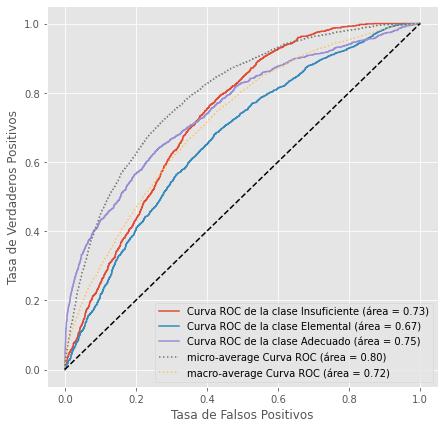 Tasa de Verdaderos Positivos
1.0
0.8
0.6
0.4
0.2
0.0
Curva ROC de la clase Insuficiente (área = 0.73)
Curva ROC de la clase Elemental (área = 0.67)
Curva ROC de la clase Adecuado (área = 0.75)
micro-average Curva ROC (área = 0.80)
macro-average Curva ROC (área = 0.72)
0.0 0.2 0.4 0.6 0.8 1.0
Tasa de Falsos Positivos